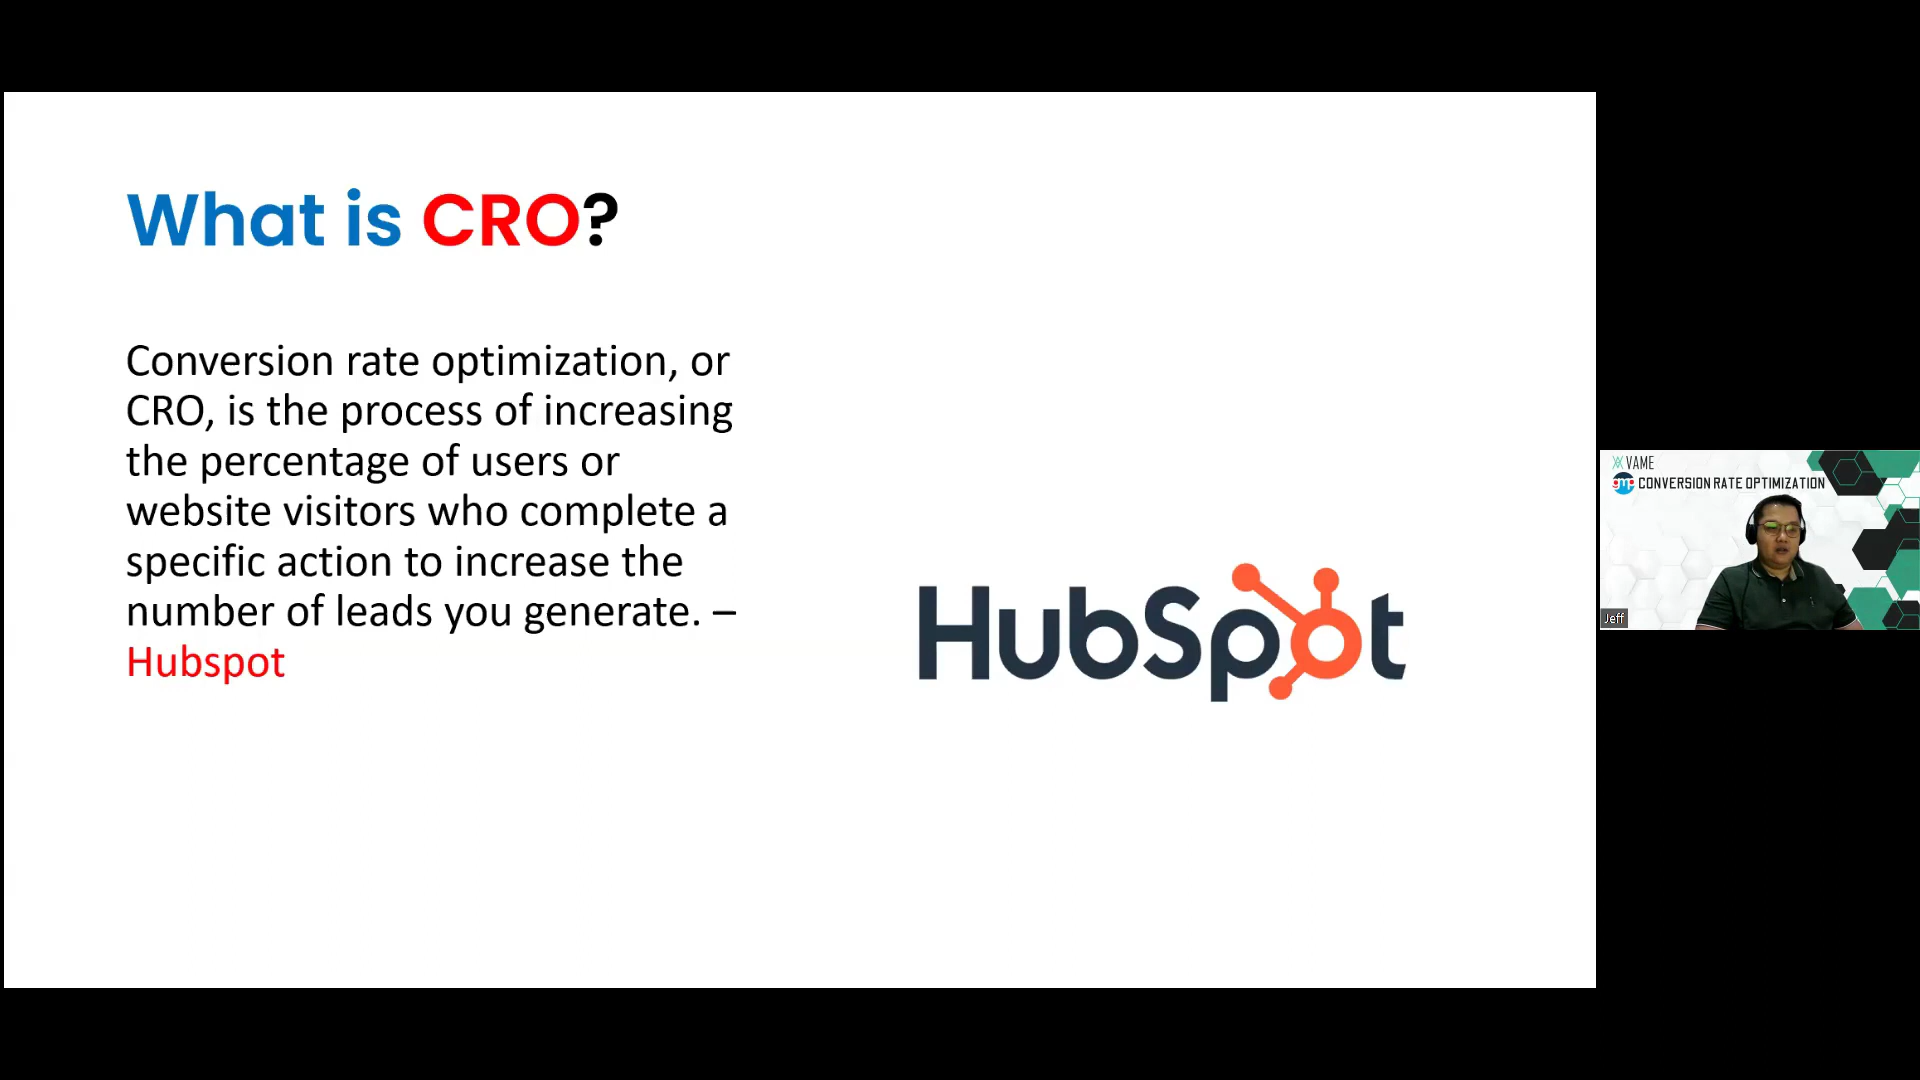 What is CRO?
Conversion rate optimization, or
CRO, is the process of increasing
the percentage of users or
website visitors who complete a
specific action to increase the
number of leads you generate. –
Hubspot
HubSpot
VAME
gmp CONVERSION RATE OPTIMIZATION
Jeff